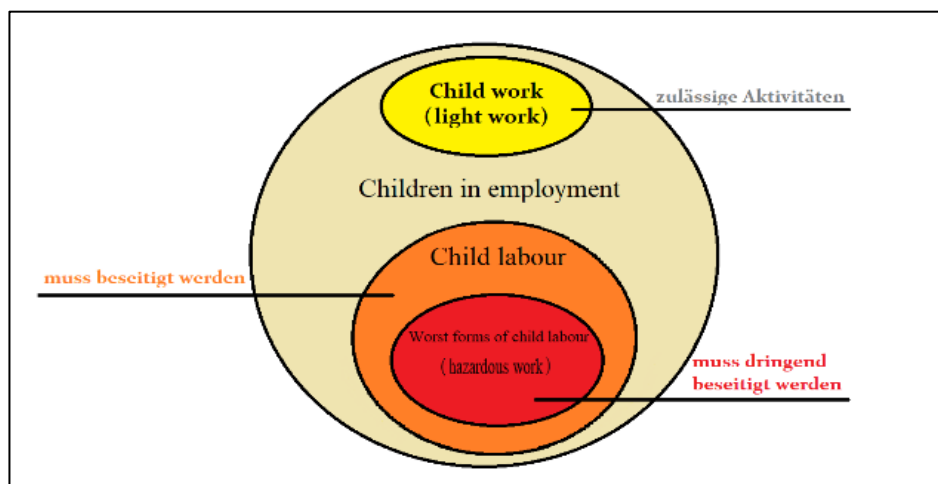 Child work
(light work)
zulässige Aktivitäten
Children in employment
Child labour
muss beseitigt werden
Worst forms of child labour
( hazardous work )
muss dringend
beseitigt werden